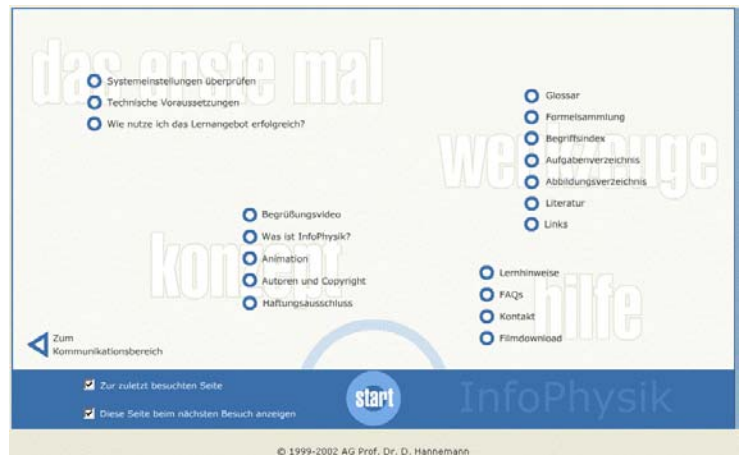 das erste mal
Systemeinstellungen überprüfen
Technische Voraussetzungen
Wie nutze ich das Lernangebot erfolgreich?
werkzeuge
Glossar
Formelsammlung
Begriffsindex
Aufgabenverzeichnis
Abbildungsverzeichnis
Literatur
Links
konzept
Begrüßungsvideo
Was ist InfoPhysik?
Animation
Autoren und Copyright
Haftungsausschluss
hilfe
Lernhinweise
FAQs
Kontakt
Filmdownload
Zum
Kommunikationsbereich
Zur zuletzt besuchten Seite
Diese Seite beim nächsten Besuch anzeigen
start
InfoPhysik
© 1999-2002 AG Prof. Dr. D. Hannemann